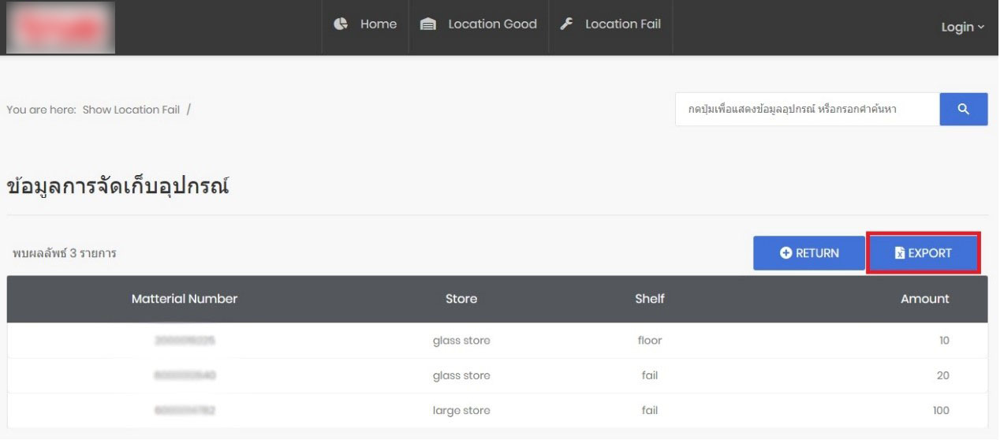 Home Location Good Location Fail Login
You are here: Show Location Fail /
กดปุ่มเพื่อแสดงข้อมูลอุปกรณ์ หรือกรอกคำค้นหา
ข้อมูลการจัดเก็บอุปกรณ์
พบผลลัพธ์ 3 รายการ RETURN EXPORT
Matterial Number Store Shelf Amount
glass store floor 10
glass store fail 20
large store fail 100